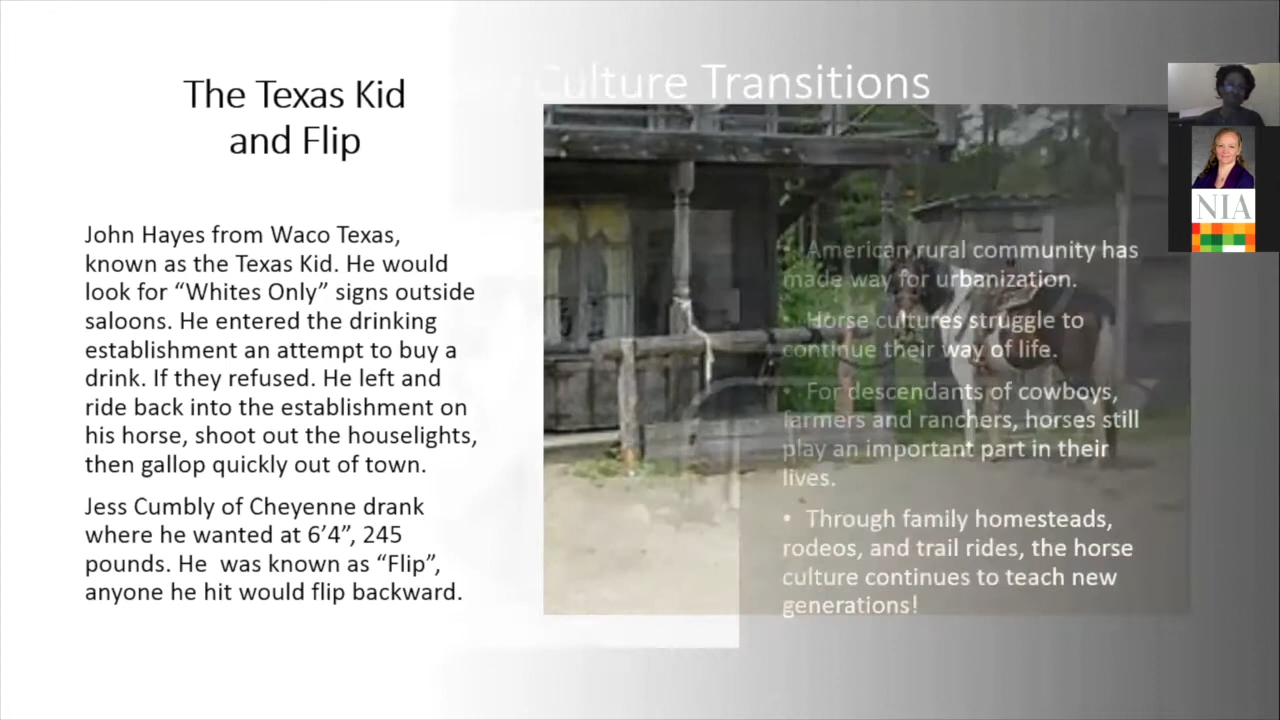 The Texas Kid
and Flip
John Hayes from Waco Texas,
known as the Texas Kid. He would
look for “Whites Only” signs outside
saloons. He entered the drinking
establishment an attempt to buy a
drink. If they refused. He left and
ride back into the establishment on
his horse, shoot out the houselights,
then gallop quickly out of town.
Jess Cumbly of Cheyenne drank
where he wanted at 6’4”, 245
pounds. He  was known as “Flip”,
anyone he hit would flip backward.
Culture Transitions
• American rural community has
made way for urbanization.
Horse cultures struggle to
continue their way of life.
• For descendants of cowboys,
farmers and ranchers, horses still
play an important part in their
lives.
• Through family homesteads,
rodeos, and trail rides, the horse
culture continues to teach new
generations!
NIA